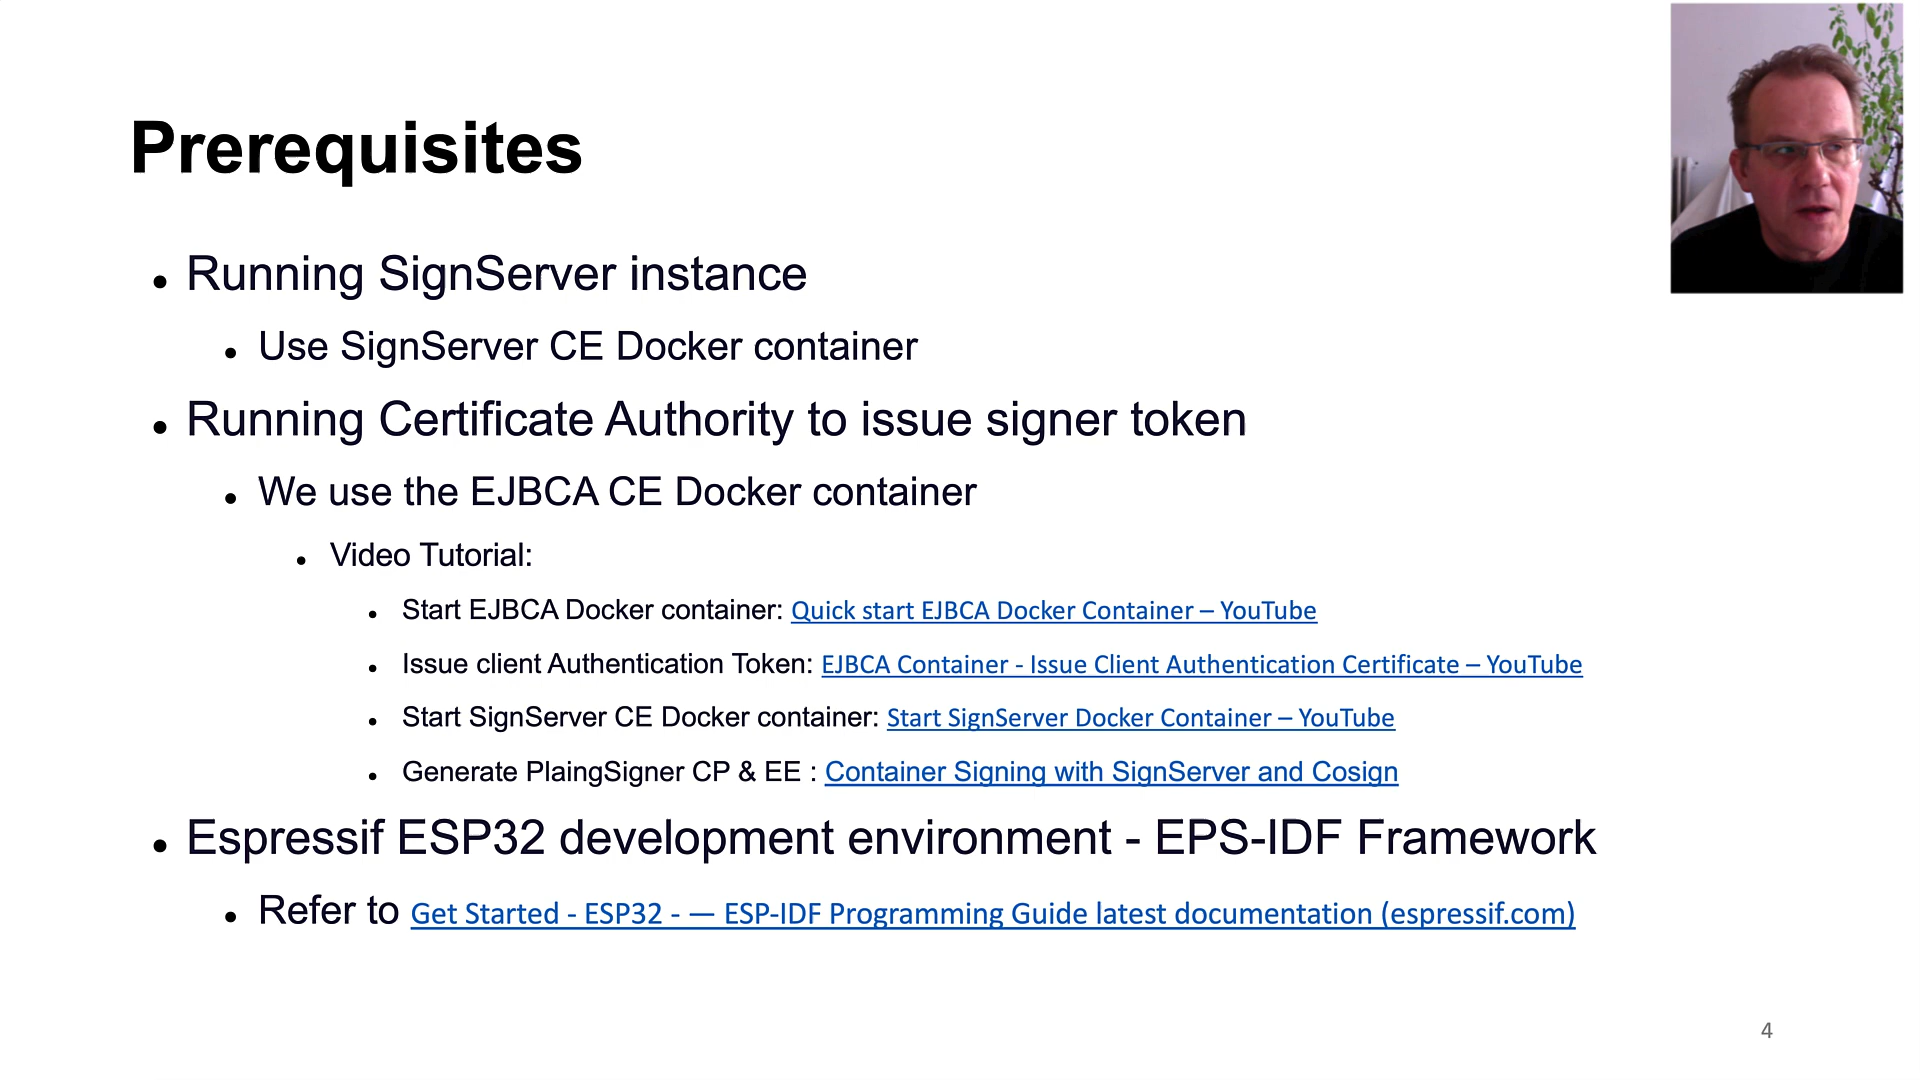 Prerequisites
Running SignServer instance
Use SignServer CE Docker container
Running Certificate Authority to issue signer token
We use the EJBCA CE Docker container
Video Tutorial:
Start EJBCA Docker container: Quick start EJBCA Docker Container – YouTube
Issue client Authentication Token: EJBCA Container - Issue Client Authentication Certificate – YouTube
Start SignServer CE Docker container: Start SignServer Docker Container – YouTube
Generate PlaingSigner CP & EE : Container Signing with SignServer and Cosign
Espressif ESP32 development environment - EPS-IDF Framework
Refer to Get Started - ESP32 - — ESP-IDF Programming Guide latest documentation (espressif.com)
4